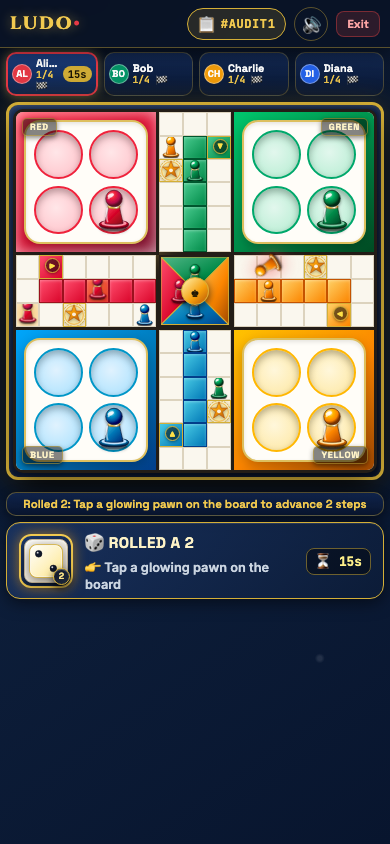 LUDO
📋 #AUDIT1
Exit
AL
Ali...
1/4
15s
BO
Bob
1/4
CH
Charlie
1/4
DI
Diana
1/4
RED
GREEN
BLUE
YELLOW
Rolled 2: Tap a glowing pawn on the board to advance 2 steps
2
🎲 ROLLED A 2
👉 Tap a glowing pawn on the
board
⏳ 15s